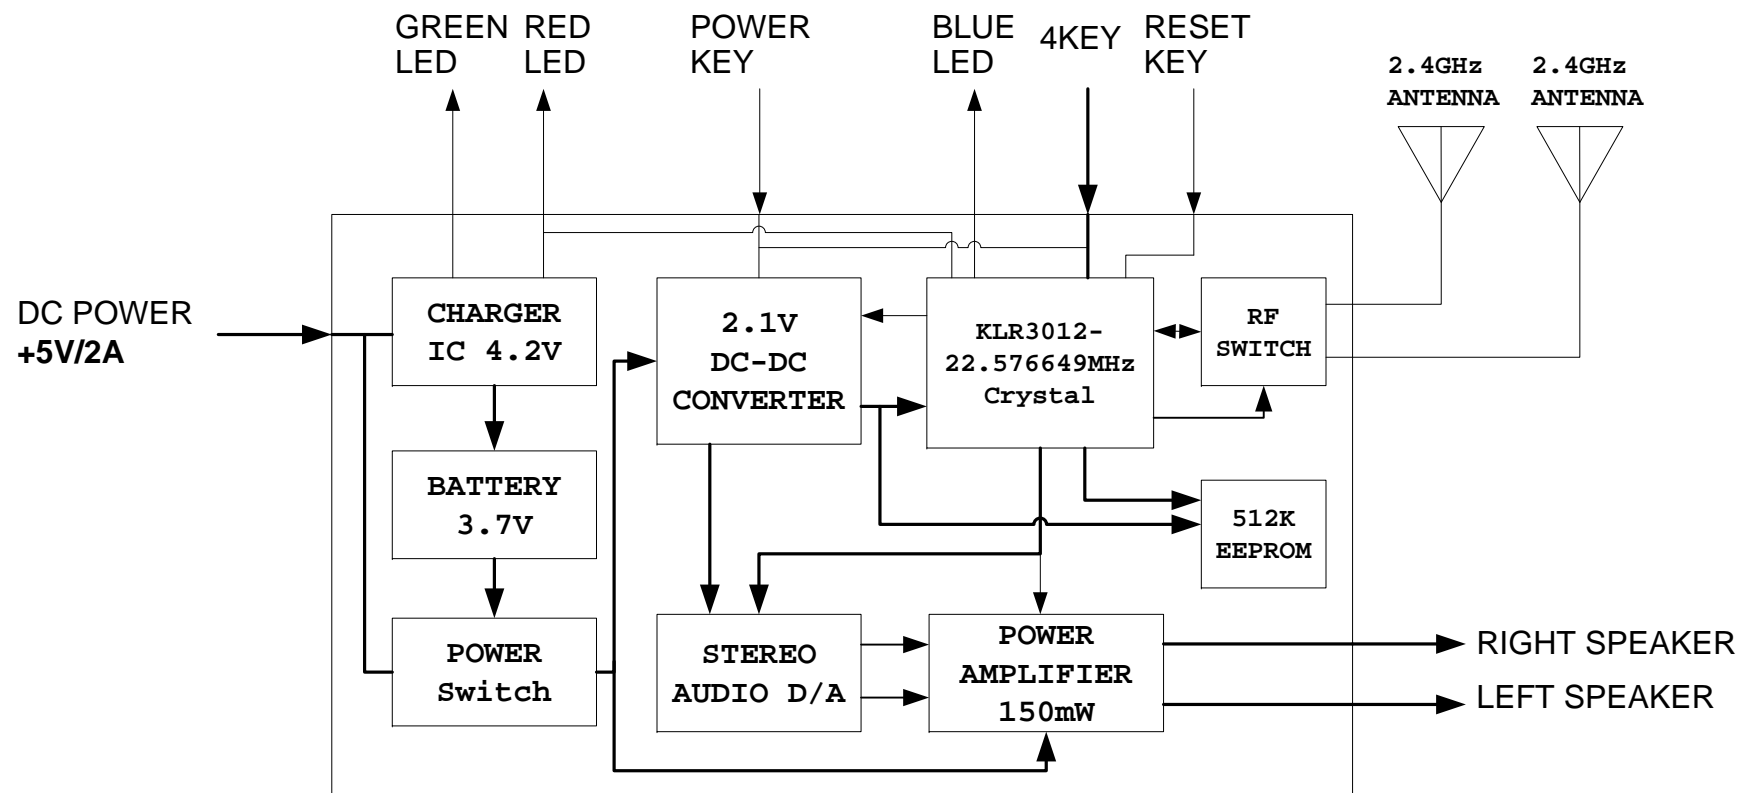 GREEN
LED
RED
LED
POWER
KEY
BLUE
LED
4KEY
RESET
KEY
2.4GHz
ANTENNA
2.4GHz
ANTENNA
DC POWER
+5V/2A
CHARGER
IC 4.2V
2.1V
DC-DC
CONVERTER
KLR3012-
22.576649MHz
Crystal
RF
SWITCH
BATTERY
3.7V
512K
EEPROM
POWER
Switch
STEREO
AUDIO D/A
POWER
AMPLIFIER
150mW
RIGHT SPEAKER
LEFT SPEAKER